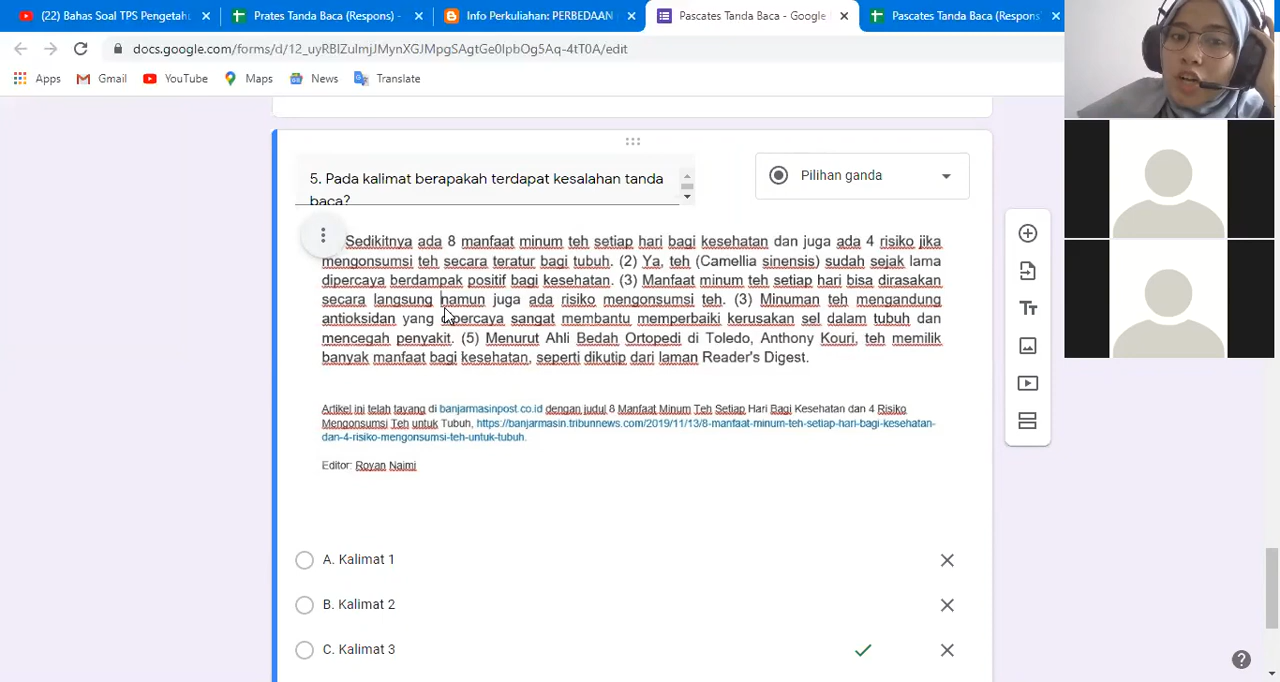 (22) Bahas Soal TPS Pengetahu
Prates Tanda Baca (Respons) -
Info Perkuliahan: PERBEDAAN
Pascates Tanda Baca - Google
Pascates Tanda Baca (Respons
docs.google.com/forms/d/12_uyRBIZulmjJMynXGJMpgSAgtGe0lpbOg5Aq-4tT0A/edit
Apps
Gmail
YouTube
Maps
News
Translate
5. Pada kalimat berapakah terdapat kesalahan tanda
baca?
Pilihan ganda
Sedikitnya ada 8 manfaat minum teh setiap hari bagi kesehatan dan juga ada 4 risiko jika
mengonsumsi teh secara teratur bagi tubuh. (2) Ya, teh (Camellia sinensis) sudah sejak lama
dipercaya berdampak positif bagi kesehatan. (3) Manfaat minum teh setiap hari bisa dirasakan
secara langsung namun juga ada risiko mengonsumsi teh. (3) Minuman teh mengandung
antioksidan yang dipercaya sangat membantu memperbaiki kerusakan sel dalam tubuh dan
mencegah penyakit. (5) Menurut Ahli Bedah Ortopedi di Toledo, Anthony Kouri, teh memilik
banyak manfaat bagi kesehatan, seperti dikutip dari laman Reader's Digest.
Artikel ini telah tayang di banjarmasinpost.co.id dengan judul 8 Manfaat Minum Teh Setiap Hari Bagi Kesehatan dan 4 Risiko
Mengonsumsi Teh untuk Tubuh, https://banjarmasin.tribunnews.com/2019/11/13/8-manfaat-minum-teh-setiap-hari-bagi-kesehatan-
dan-4-risiko-mengonsumsi-teh-untuk-tubuh.
Editor: Royan Naimi
A. Kalimat 1
B. Kalimat 2
C. Kalimat 3